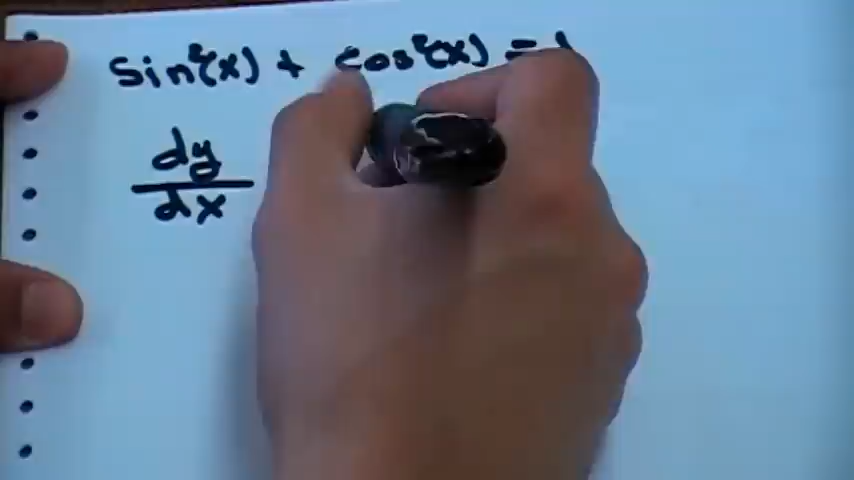 sin²(x) + cos²(x) = 1
dy
dx